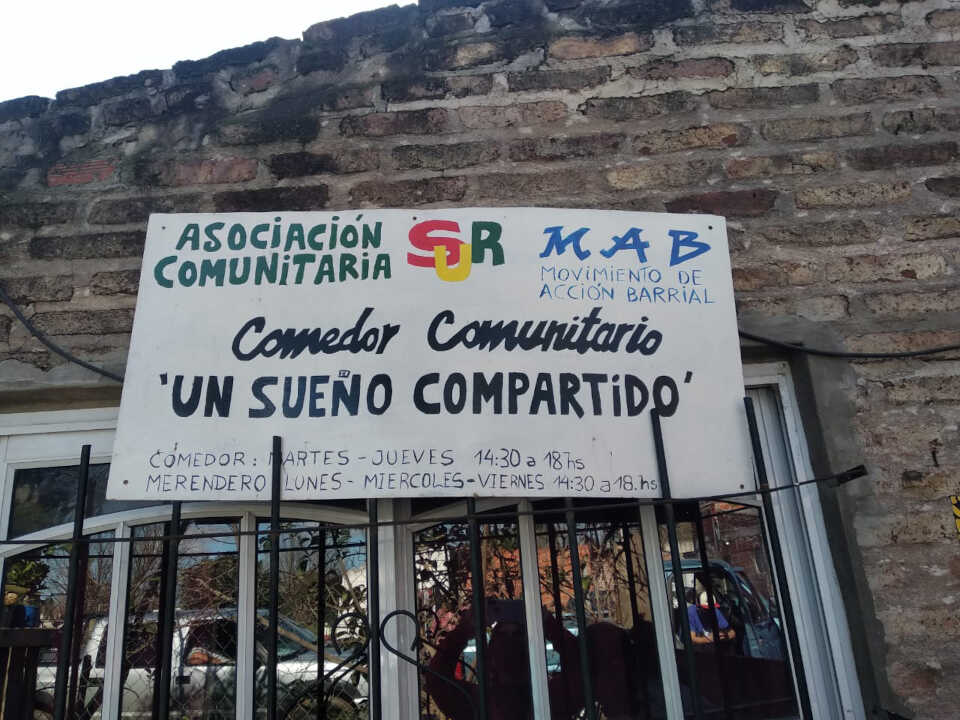 ASOCIACIÓN SUR MAB
COMUNITARIA MOVIMIENTO DE
ACCIÓN BARRIAL
Comedor Comunitario
'UN SUEÑO COMPARTIDO'
COMEDOR: MARTES - JUEVES 14:30 a 18hs
MERENDERO LUNES - MIERCOLES - VIERNES 14:30 a 18.hs